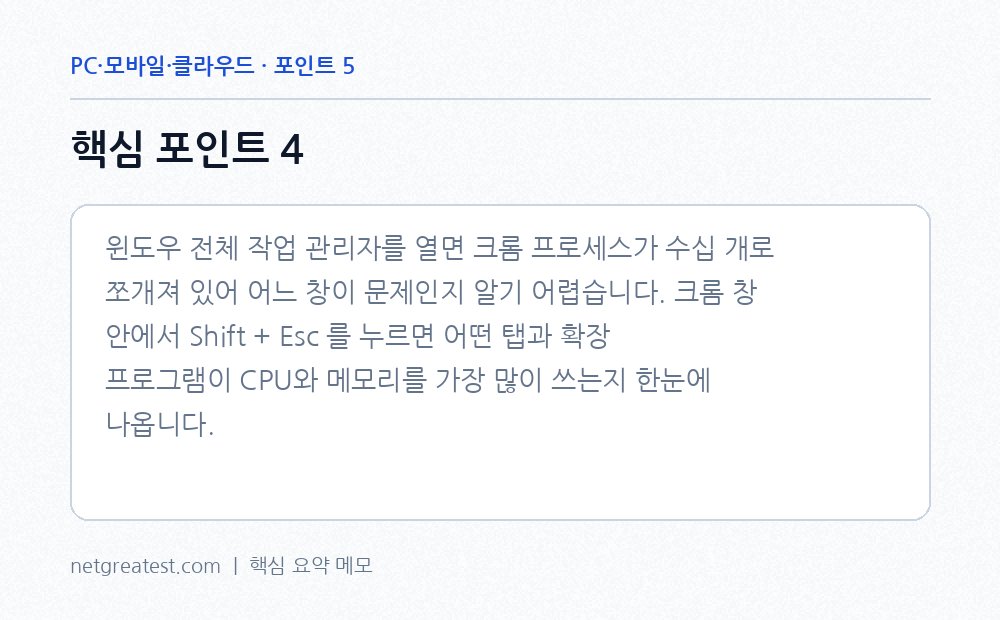 PC·모바일·클라우드 · 포인트 5
핵심 포인트 4
윈도우 전체 작업 관리자를 열면 크롬 프로세스가 수십 개로
쪼개져 있어 어느 창이 문제인지 알기 어렵습니다. 크롬 창
안에서 Shift + Esc 를 누르면 어떤 탭과 확장
프로그램이 CPU와 메모리를 가장 많이 쓰는지 한눈에
나옵니다.
netgreatest.com | 핵심 요약 메모